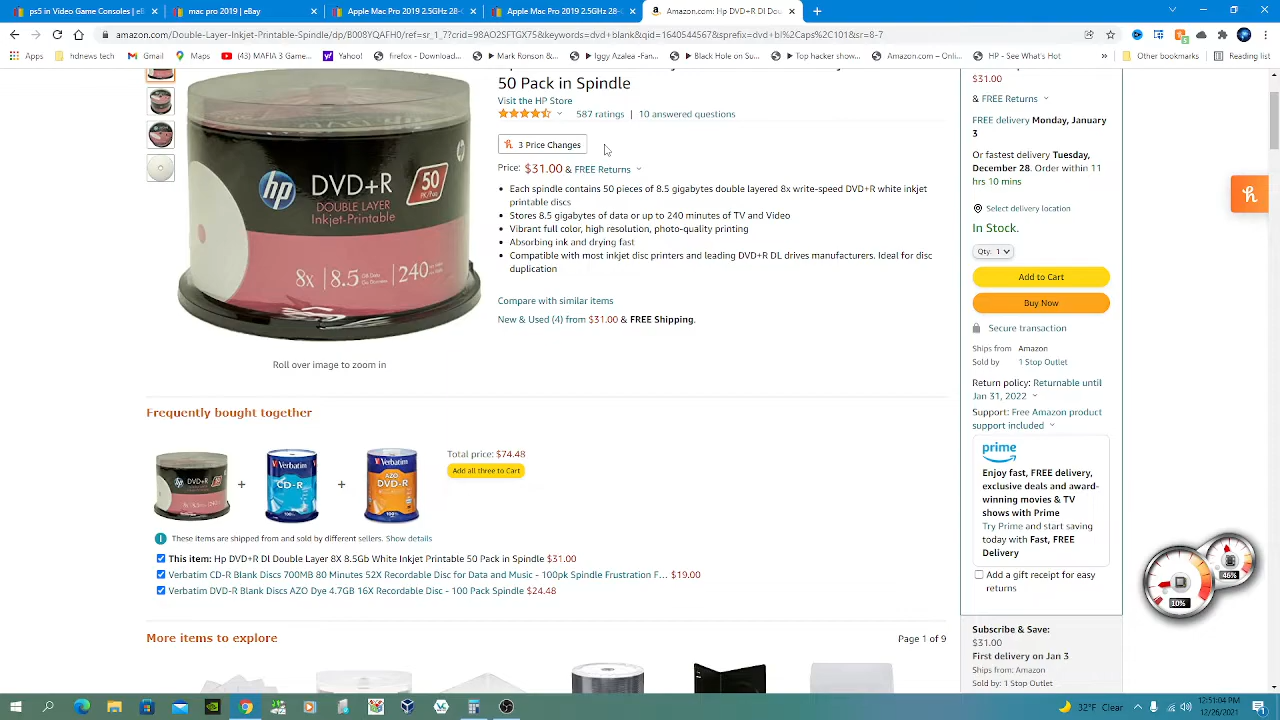 ps5 in Video Game Consoles | eB
mac pro 2019 | eBay
Apple Mac Pro 2019 2.5GHz 28-C
Apple Mac Pro 2019 2.5GHz 28-C
Amazon.com: Hp DVD+R Dl Dou
amazon.com/Double-Layer-Inkjet-Printable-Spindle/dp/B008YQAFH0/ref=sr_1_7?crid=98AO2SFTGX75&keywords=dvd+blank&qid=1640544567&sprefix=dvd+bl%2Caps%2C101&sr=8-7
Apps
hdnews tech
Gmail
Maps
(43) MAFIA 3 Game...
Yahoo!
firefox - Download...
Mark Ronson &...
Iggy Azalea -Fan...
Black Hole on Su...
Top hacker show...
Amazon.com – Onli...
HP - See's What's Hot
»
Other bookmarks
Reading list
50 Pack in Spindle
Visit the HP Store
587 ratings | 10 answered questions
3 Price Changes
Price: $31.00 & FREE Returns
• Each spindle contains 50 pieces of 8.5 gigabytes double layered 8x write-speed DVD+R white inkjet
printable discs
• Stores 8.5 gigabytes of data or up to 240 minutes of TV and Video
• Vibrant full color, high resolution, photo-quality printing
• Absorbing ink and drying fast
• Compatible with most inkjet disc printers and leading DVD+R DL drives manufacturers. Ideal for disc
duplication
Compare with similar items
New & Used (4) from $31.00 & FREE Shipping.
hp
DVD+R
DOUBLE LAYER
Inkjet-Printable
50
8x | 8.5 | 240
Roll over image to zoom in
$31.00
& FREE Returns
FREE delivery Monday, January
3
Or fastest delivery Tuesday,
December 28. Order within 11
hrs 10 mins
Select delivery location
In Stock.
Qty: 1
Add to Cart
Buy Now
Secure transaction
Ships from Amazon
Sold by 1 Stop Outlet
Return policy: Returnable until
Jan 31, 2022
Support: Free Amazon product
support included
prime
Enjoy fast, FREE delivery,
exclusive deals and award-
winning movies & TV
shows with Prime
Try Prime and start saving
today with Fast, FREE
Delivery
Add a gift receipt for easy
returns
Subscribe & Save:
$31.00
First delivery on Jan 3
Ships from: Amazon
Sold by: 1 Stop Outlet
Frequently bought together
hp DVD+R
+
Verbatim
CD-R
+
Verbatim
AZO
DVD-R
Total price: $74.48
Add all three to Cart
These items are shipped from and sold by different sellers. Show details
This item: Hp DVD+R Dl Double Layer 8X 8.5Gb White Inkjet Printable 50 Pack in Spindle $31.00
Verbatim CD-R Blank Discs 700MB 80 Minutes 52X Recordable Disc for Data and Music - 100pk Spindle Frustration F... $19.00
Verbatim DVD-R Blank Discs AZO Dye 4.7GB 16X Recordable Disc - 100 Pack Spindle $24.48
More items to explore
Page 1 of 9
10%
46%
32°F Clear
12:51:04 PM
12/26/2021